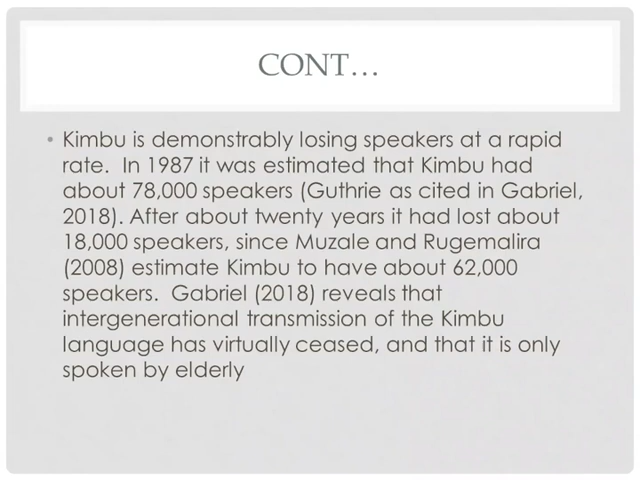 CONT…
• Kimbu is demonstrably losing speakers at a rapid
rate.  In 1987 it was estimated that Kimbu had
about 78,000 speakers (Guthrie as cited in Gabriel,
2018). After about twenty years it had lost about
18,000 speakers, since Muzale and Rugemalira
(2008) estimate Kimbu to have about 62,000
speakers.  Gabriel (2018) reveals that
intergenerational transmission of the Kimbu
language has virtually ceased, and that it is only
spoken by elderly